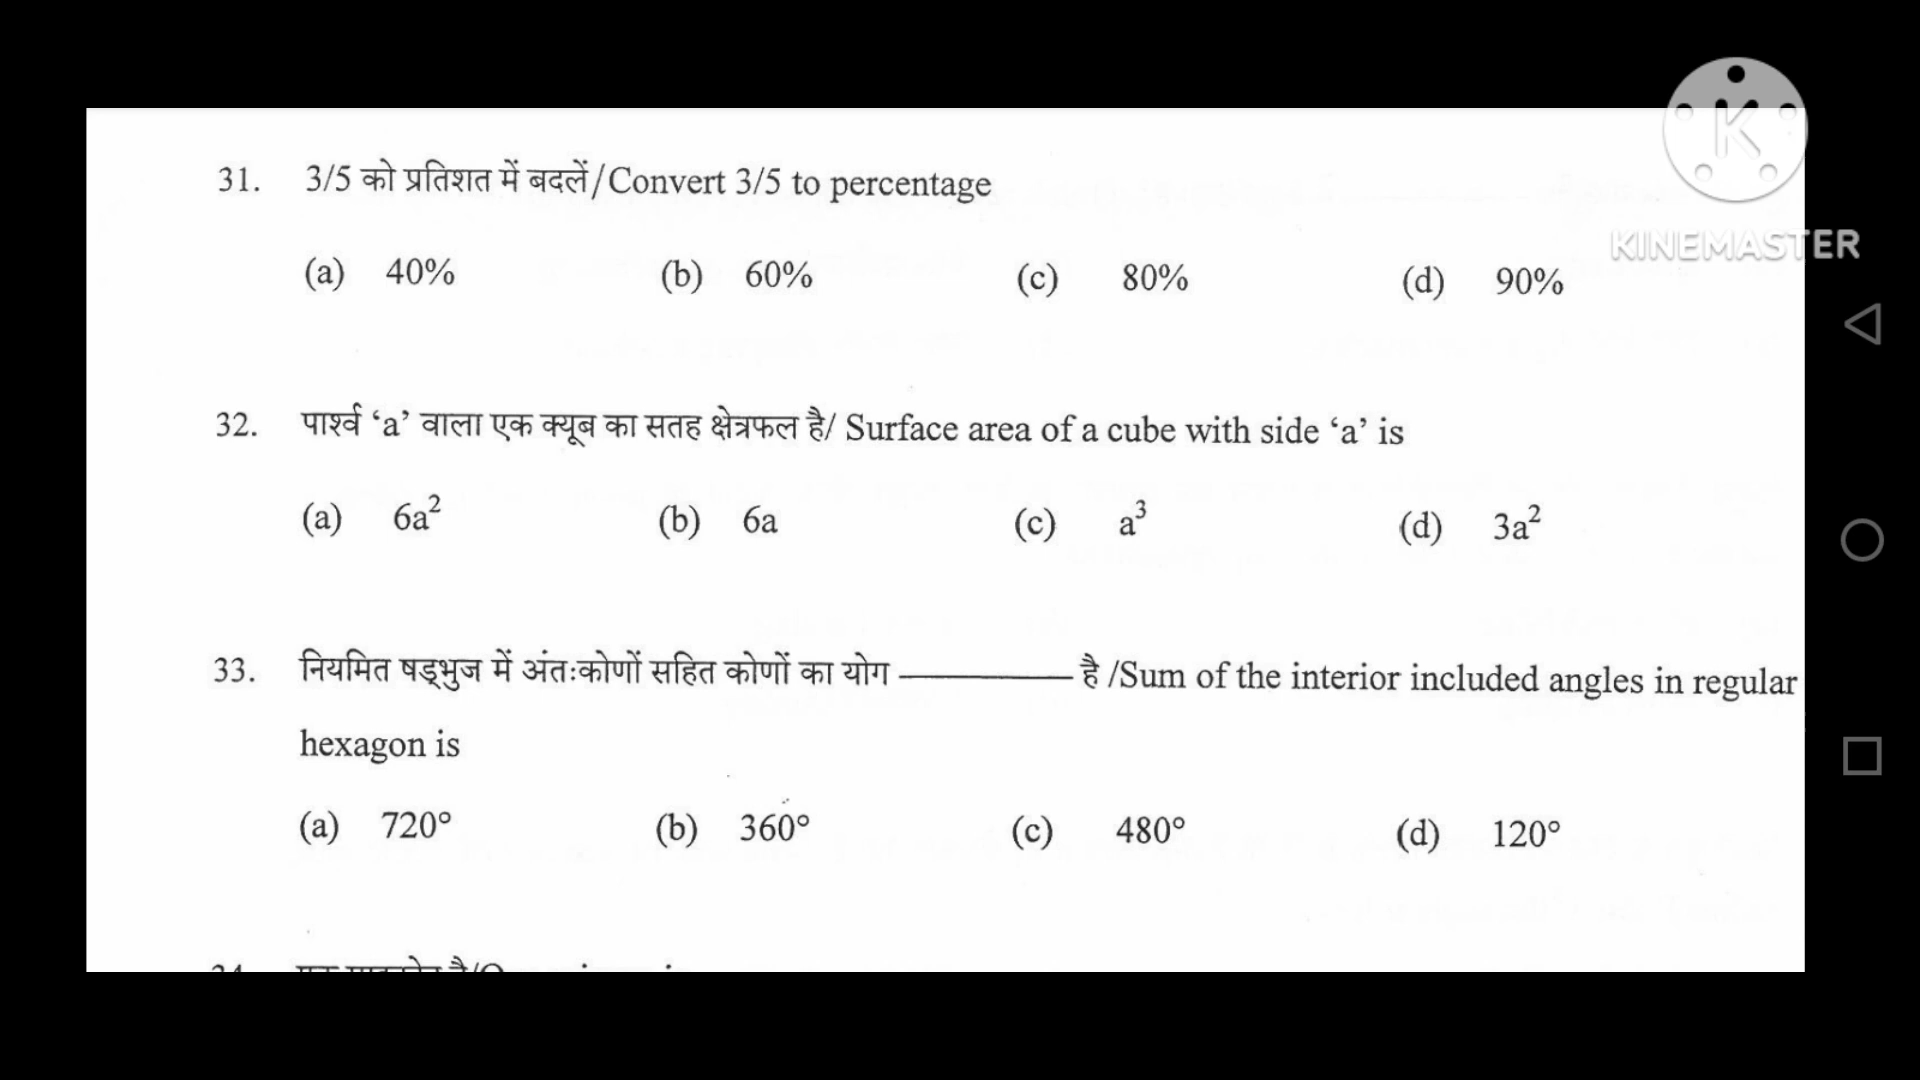 31. 3/5 को प्रतिशत में बदलें/Convert 3/5 to percentage
(a) 40% (b) 60% (c) 80% (d) 90%
32. पार्श्व ‘a’ वाला एक क्यूब का सतह क्षेत्रफल है/ Surface area of a cube with side ‘a’ is
(a) 6a² (b) 6a (c) a³ (d) 3a²
33. नियमित षड्भुज में अंतःकोणों सहित कोणों का योग ———— है /Sum of the interior included angles in regular
hexagon is
(a) 720° (b) 360° (c) 480° (d) 120°
K
KINEMASTER